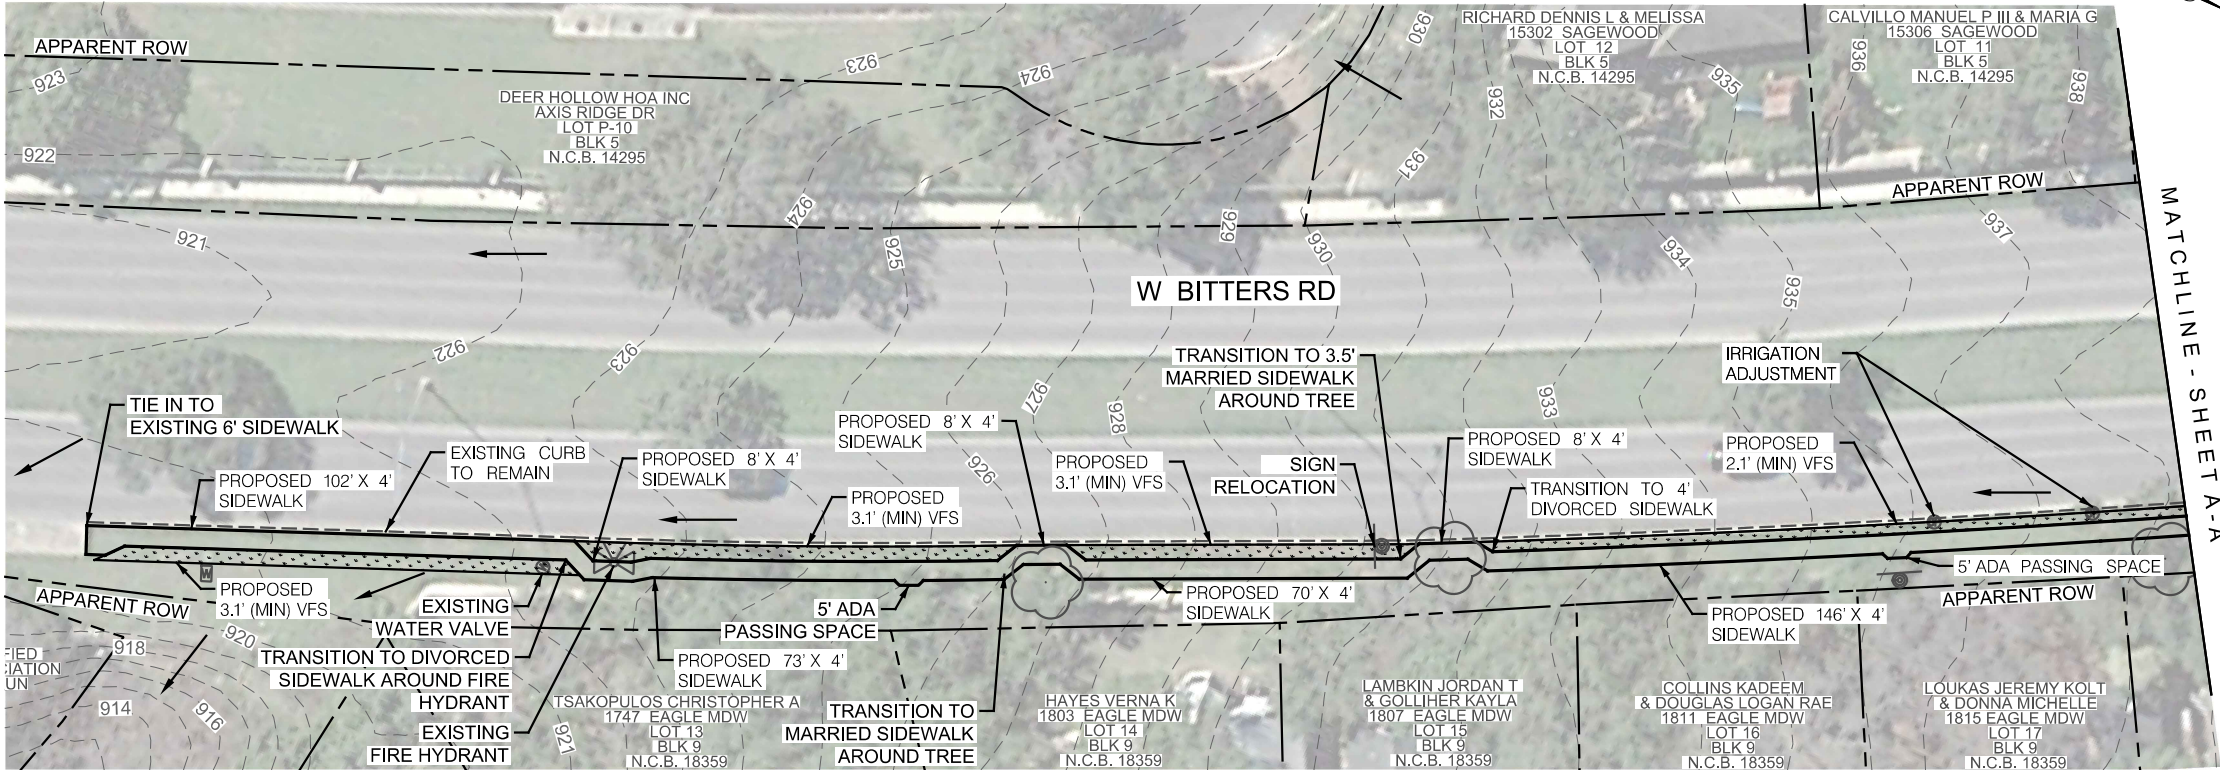 APPARENT ROW
923
922
921
DEER HOLLOW HOA INC
AXIS RIDGE DR
LOT P-10
BLK 5
N.C.B. 14295
923
924
930
RICHARD DENNIS L & MELISSA
15302 SAGEWOOD
LOT 12
BLK 5
N.C.B. 14295
CALVILLO MANUEL P III & MARIA G
15306 SAGEWOOD
LOT 11
BLK 5
N.C.B. 14295
932
935
936
938
931
924
925
929
930
934
935
937
APPARENT ROW
W BITTERS RD
MATCHLINE - SHEET A-A
922
923
927
928
933
926
TIE IN TO
EXISTING 6' SIDEWALK
PROPOSED 102' X 4'
SIDEWALK
EXISTING CURB
TO REMAIN
PROPOSED 8' X 4'
SIDEWALK
PROPOSED 8' X 4'
SIDEWALK
PROPOSED
3.1' (MIN) VFS
PROPOSED
3.1' (MIN) VFS
TRANSITION TO 3.5'
MARRIED SIDEWALK
AROUND TREE
SIGN
RELOCATION
PROPOSED 8' X 4'
SIDEWALK
TRANSITION TO 4'
DIVORCED SIDEWALK
IRRIGATION
ADJUSTMENT
PROPOSED
2.1' (MIN) VFS
W
PROPOSED
3.1' (MIN) VFS
APPARENT ROW
EXISTING
WATER VALVE
TRANSITION TO DIVORCED
SIDEWALK AROUND FIRE
HYDRANT
EXISTING
FIRE HYDRANT
5' ADA
PASSING SPACE
PROPOSED 73' X 4'
SIDEWALK
TRANSITION TO
MARRIED SIDEWALK
AROUND TREE
PROPOSED 70' X 4'
SIDEWALK
PROPOSED 146' X 4'
SIDEWALK
5' ADA PASSING SPACE
APPARENT ROW
FIED
CIATION
UN
918
920
914
916
921
TSAKOPULOS CHRISTOPHER A
1747 EAGLE MDW
LOT 13
BLK 9
N.C.B. 18359
HAYES VERNA K
1803 EAGLE MDW
LOT 14
BLK 9
N.C.B. 18359
LAMBKIN JORDAN T
& GOLLIHER KAYLA
1807 EAGLE MDW
LOT 15
BLK 9
N.C.B. 18359
COLLINS KADEEM
& DOUGLAS LOGAN RAE
1811 EAGLE MDW
LOT 16
BLK 9
N.C.B. 18359
LOUKAS JEREMY KOLT
& DONNA MICHELLE
1815 EAGLE MDW
LOT 17
BLK 9
N.C.B. 18359